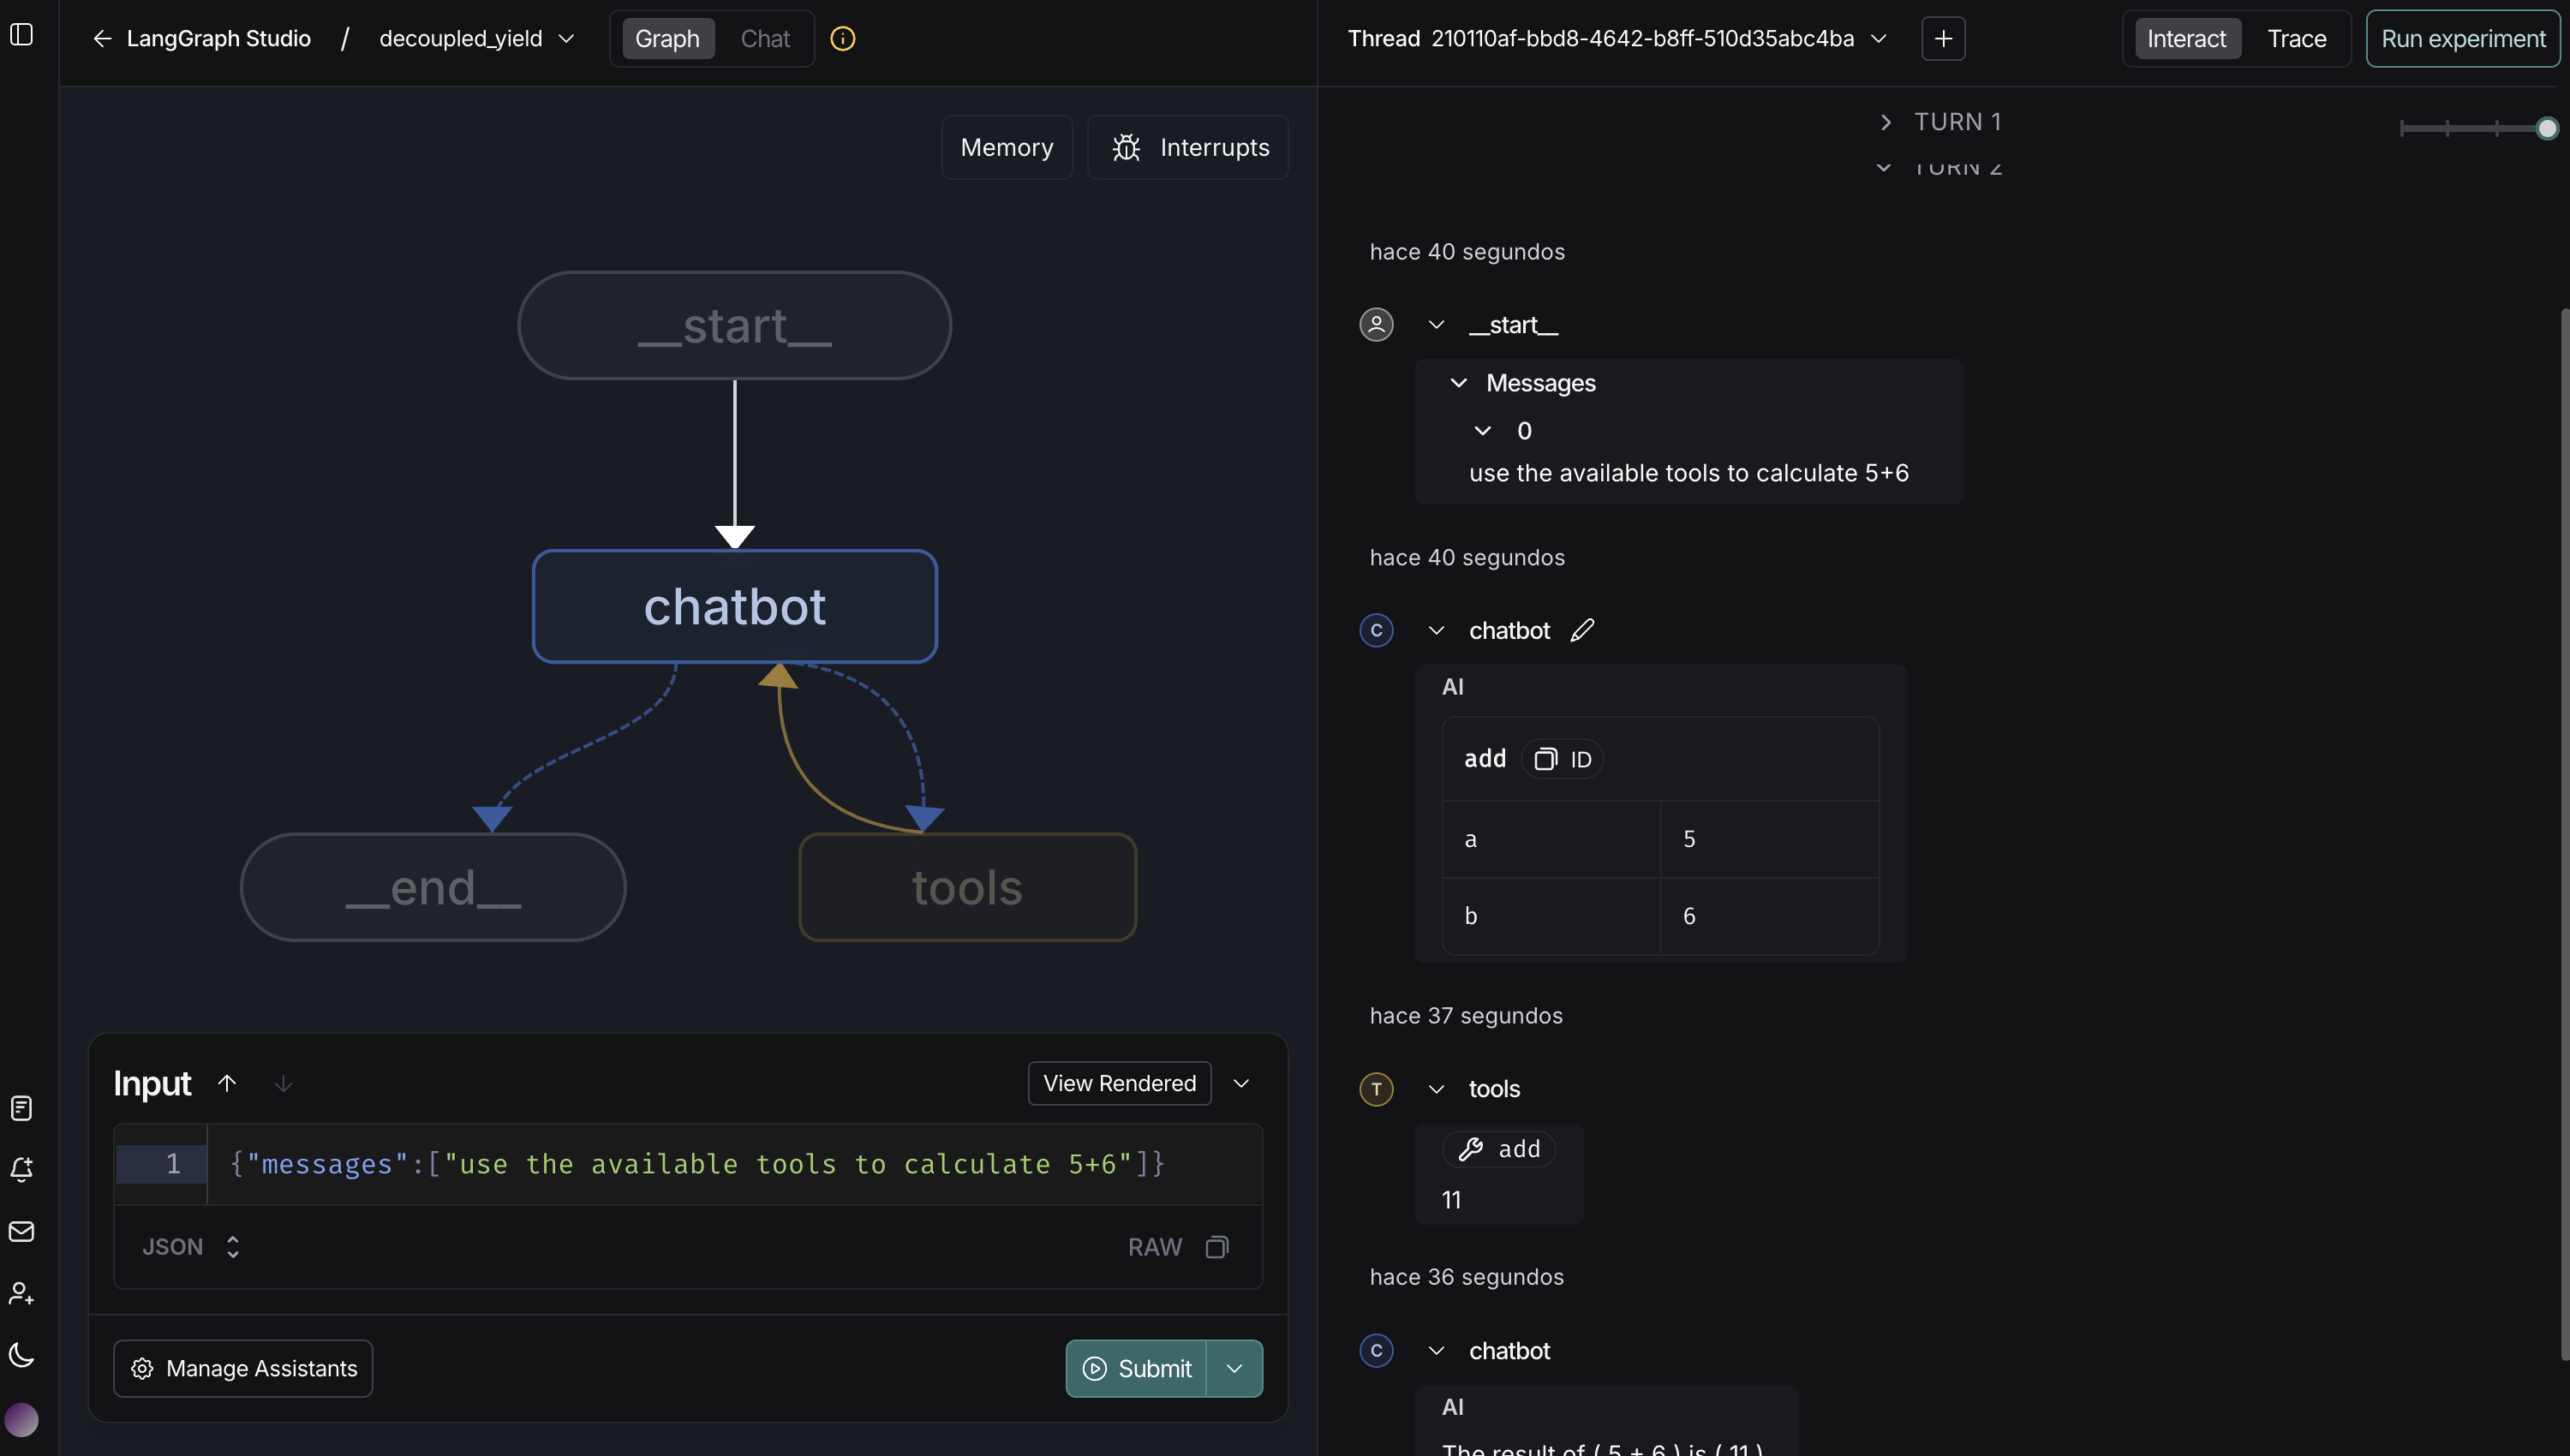 LangGraph Studio / decoupled_yield Graph Chat
Thread 210110af-bbd8-4642-b8ff-510d35abc4ba + Interact Trace Run experiment
Memory Interrupts
__start__
chatbot
__end__ tools
Input View Rendered
1 {"messages":["use the available tools to calculate 5+6"]}
JSON RAW
Manage Assistants Submit
TURN 1
TURN 2
hace 40 segundos
__start__
Messages
0
use the available tools to calculate 5+6
hace 40 segundos
C chatbot
AI
add ID
a 5
b 6
hace 37 segundos
T tools
add
11
hace 36 segundos
C chatbot
AI
The result of ( 5 + 6 ) is ( 11 )